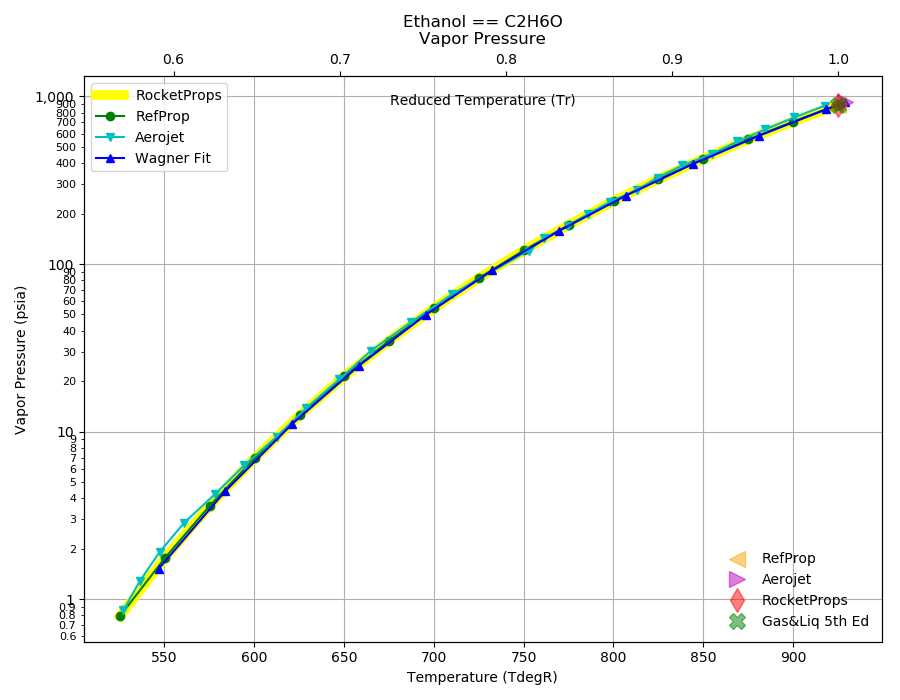 Ethanol == C2H6O
Vapor Pressure
0.6 0.7 0.8 0.9 1.0
Reduced Temperature (Tr)
RocketProps
RefProp
Aerojet
Wagner Fit
1,000
900
800
700
600
500
400
300
200
100
90
80
70
60
50
40
30
20
10
9
8
7
6
5
4
3
2
1
0.9
0.8
0.7
0.6
Vapor Pressure (psia)
RefProp
Aerojet
RocketProps
Gas&Liq 5th Ed
550 600 650 700 750 800 850 900
Temperature (TdegR)